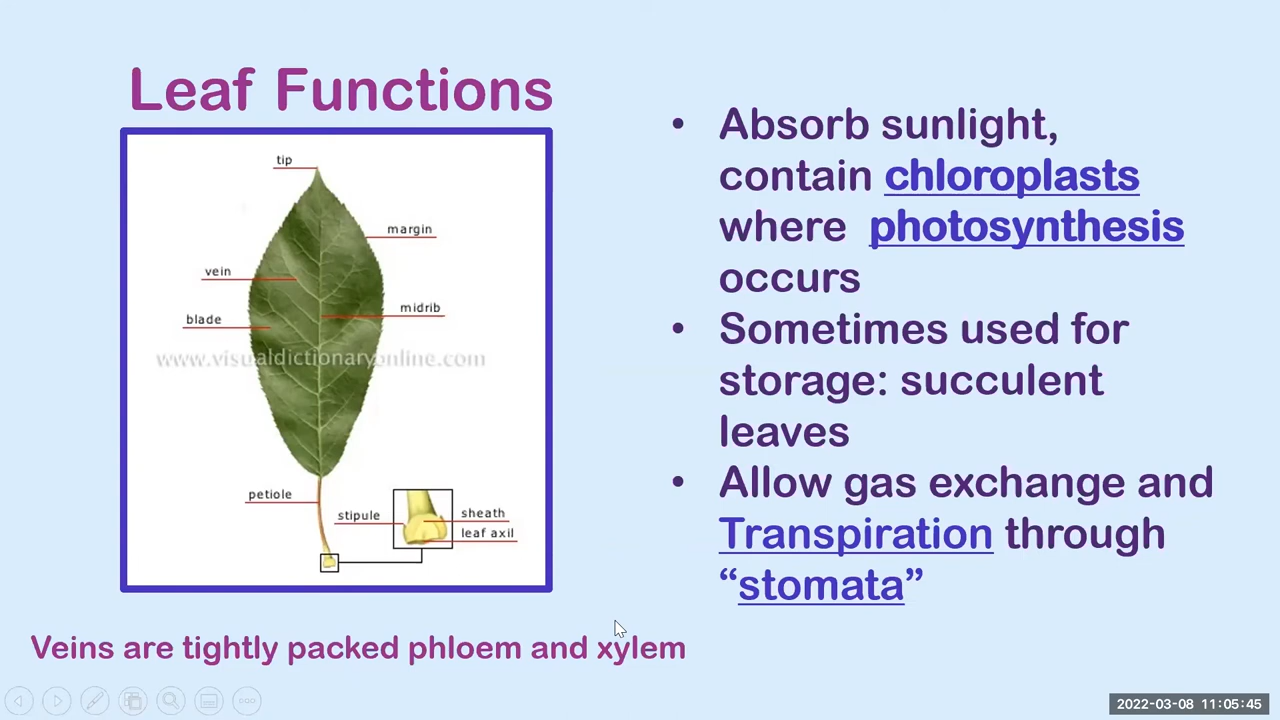 Leaf Functions
tip
margin
vein
midrib
blade
www.visualdictionaryonline.com
petiole
stipule
sheath
leaf axil
• Absorb sunlight,
contain chloroplasts
where photosynthesis
occurs
• Sometimes used for
storage: succulent
leaves
• Allow gas exchange and
Transpiration through
“stomata”
Veins are tightly packed phloem and xylem
2022-03-08 11:05:45